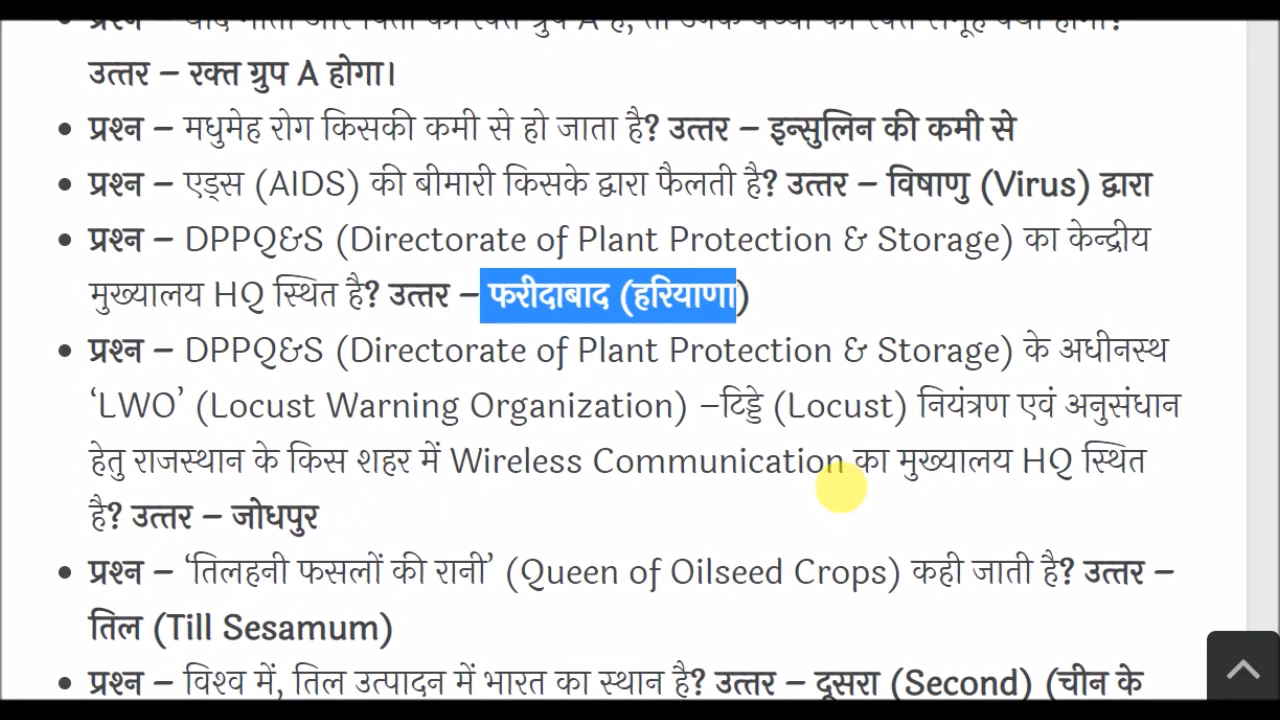 उत्तर – रक्त ग्रुप A होगा।
• प्रश्न – मधुमेह रोग किसकी कमी से हो जाता है? उत्तर – इन्सुलिन की कमी से
• प्रश्न – एड्स (AIDS) की बीमारी किसके द्वारा फैलती है? उत्तर – विषाणु (Virus) द्वारा
• प्रश्न – DPPQ&S (Directorate of Plant Protection & Storage) का केन्द्रीय
मुख्यालय HQ स्थित है? उत्तर – फरीदाबाद (हरियाणा)
• प्रश्न – DPPQ&S (Directorate of Plant Protection & Storage) के अधीनस्थ
‘LWO’ (Locust Warning Organization) –टिड्डे (Locust) नियंत्रण एवं अनुसंधान
हेतु राजस्थान के किस शहर में Wireless Communication का मुख्यालय HQ स्थित
है? उत्तर – जोधपुर
• प्रश्न – ‘तिलहनी फसलों की रानी’ (Queen of Oilseed Crops) कही जाती है? उत्तर –
तिल (Till Sesamum)
• प्रश्न – विश्व में, तिल उत्पादन में भारत का स्थान है? उत्तर – दूसरा (Second) (चीन के